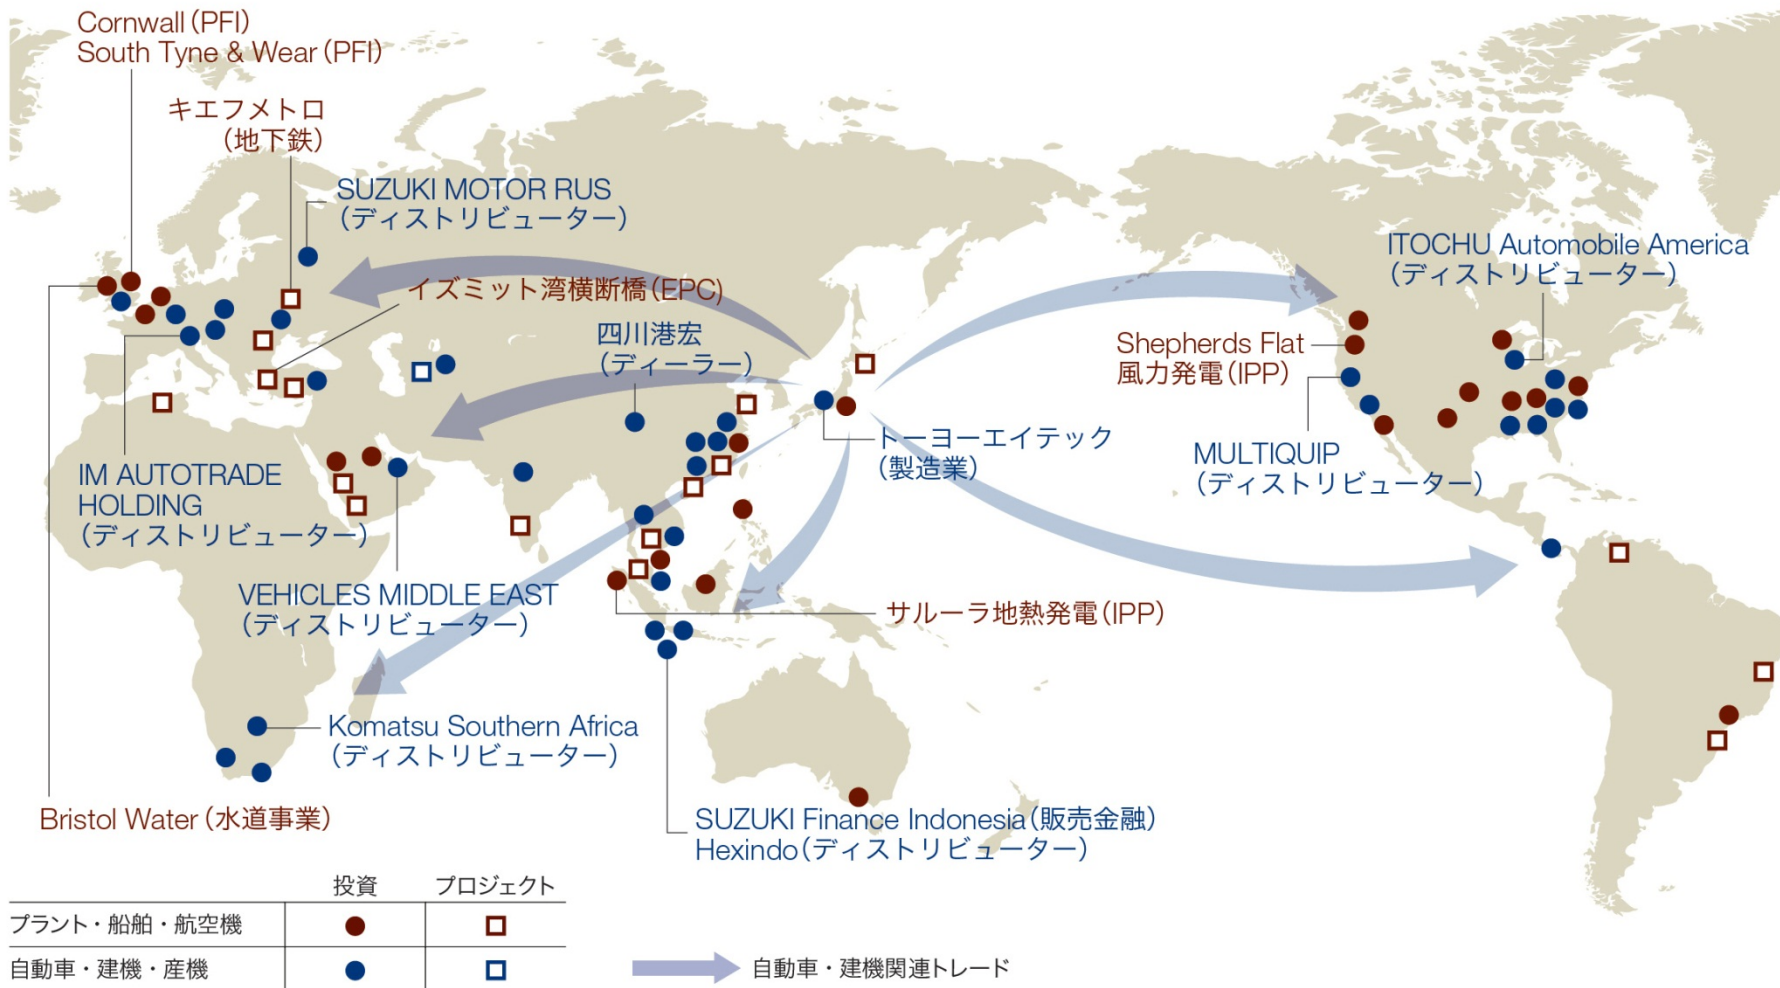 Cornwall (PFI)
South Tyne & Wear (PFI)
キエフメトロ
(地下鉄)
SUZUKI MOTOR RUS
(ディストリビューター)
イズミット湾横断橋(EPC)
四川港宏
(ディーラー)
ITOCHU Automobile America
(ディストリビューター)
Shepherds Flat
風力発電(IPP)
トーヨーエイテック
(製造業)
MULTIQUIP
(ディストリビューター)
IM AUTOTRADE
HOLDING
(ディストリビューター)
VEHICLES MIDDLE EAST
(ディストリビューター)
サルーラ地熱発電(IPP)
Komatsu Southern Africa
(ディストリビューター)
Bristol Water (水道事業)
SUZUKI Finance Indonesia (販売金融)
Hexindo (ディストリビューター)
投資 プロジェクト
プラント・船舶・航空機
自動車・建機・産機
自動車・建機関連トレード